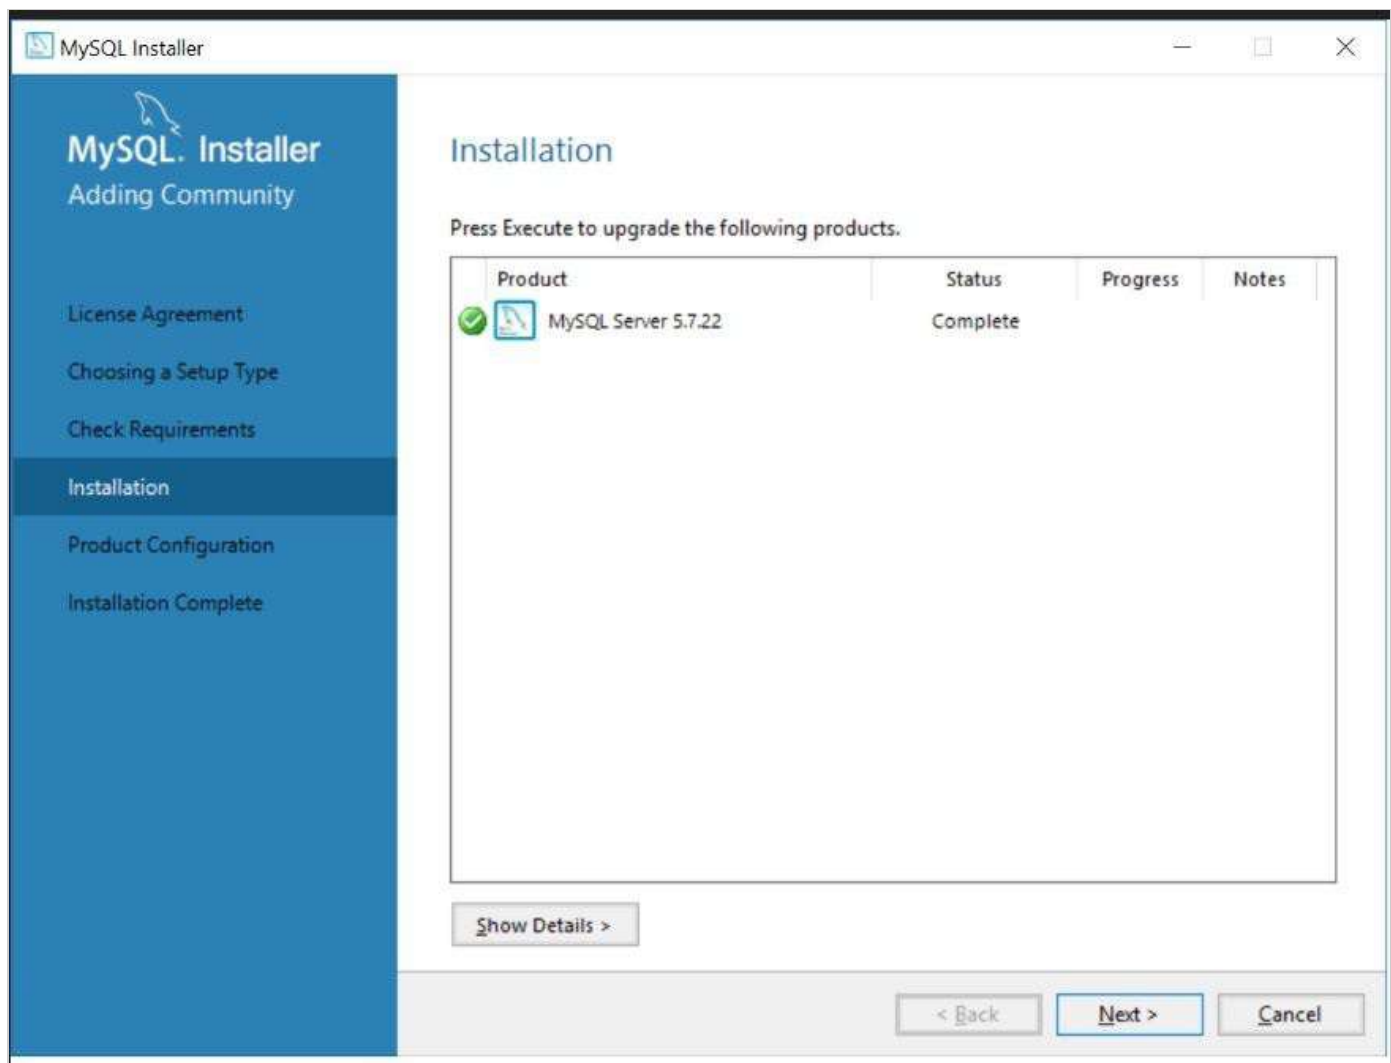 MySQL Installer
MySQL. Installer
Adding Community
License Agreement
Choosing a Setup Type
Check Requirements
Installation
Product Configuration
Installation Complete
Installation
Press Execute to upgrade the following products.
Product Status Progress Notes
MySQL Server 5.7.22 Complete
Show Details >
< Back Next > Cancel